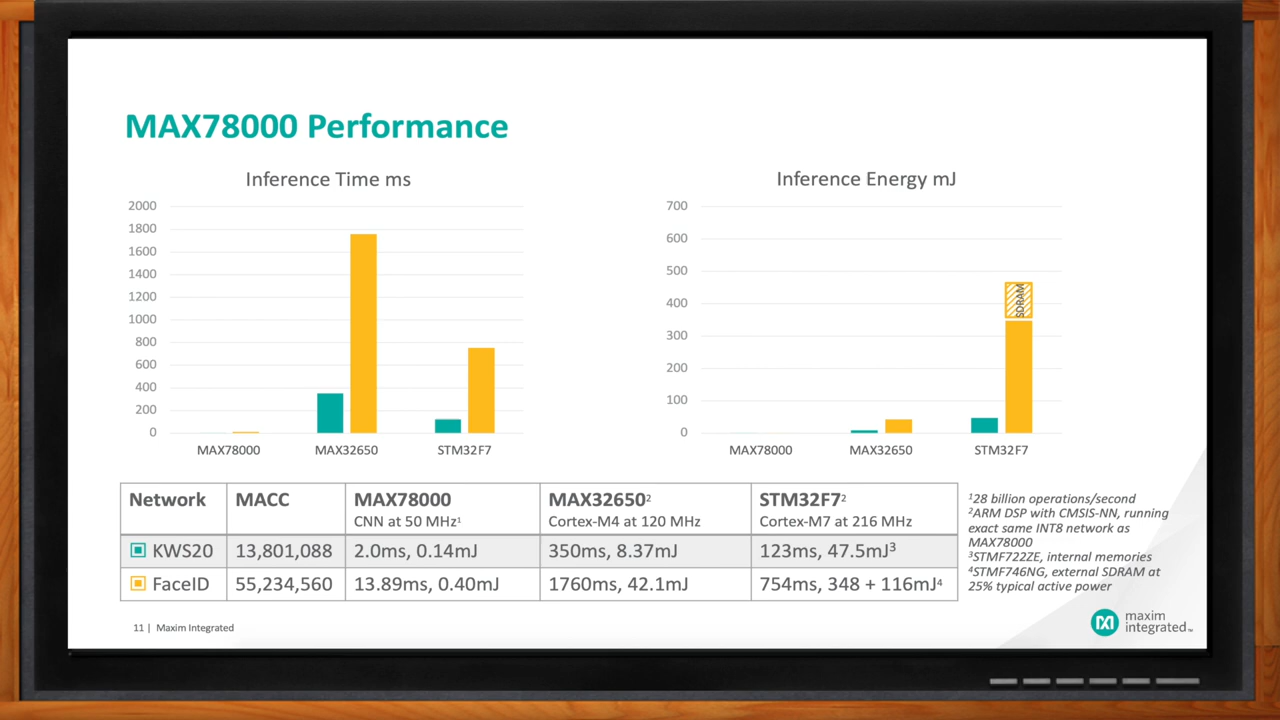 MAX78000 Performance
Inference Time ms
2000
1800
1600
1400
1200
1000
800
600
400
200
0
MAX78000 MAX32650 STM32F7
Inference Energy mJ
700
600
500
400
300
200
100
0
SDRAM
MAX78000 MAX32650 STM32F7
Network MACC MAX78000 MAX32650² STM32F7²
CNN at 50 MHz¹ Cortex-M4 at 120 MHz Cortex-M7 at 216 MHz
KWS20 13,801,088 2.0ms, 0.14mJ 350ms, 8.37mJ 123ms, 47.5mJ³
FaceID 55,234,560 13.89ms, 0.40mJ 1760ms, 42.1mJ 754ms, 348 + 116mJ⁴
¹28 billion operations/second
²ARM DSP with CMSIS-NN, running
exact same INT8 network as
MAX78000
³STMF722ZE, internal memories
⁴STMF746NG, external SDRAM at
25% typical active power
11 | Maxim Integrated
maxim
integrated™